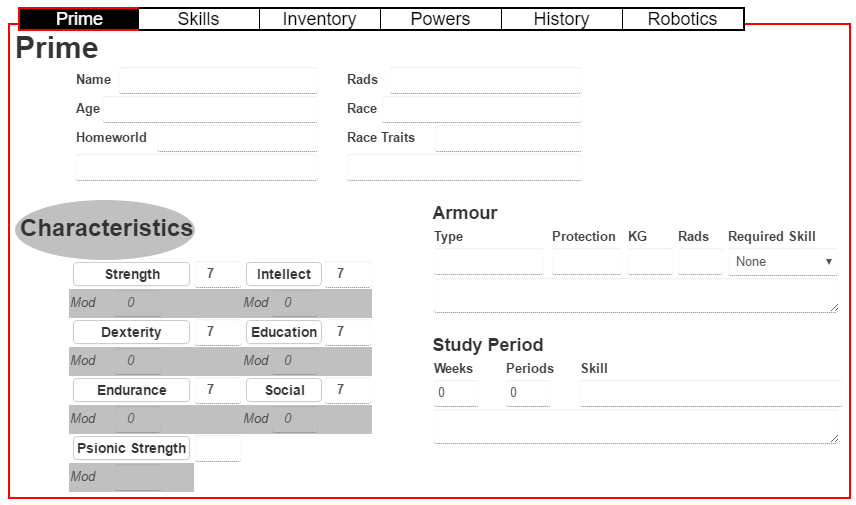 Prime Skills Inventory Powers History Robotics
Prime
Name Rads
Age Race
Homeworld Race Traits
Characteristics
Strength 7 Intellect 7
Mod 0 Mod 0
Dexterity 7 Education 7
Mod 0 Mod 0
Endurance 7 Social 7
Mod 0 Mod 0
Psionic Strength
Mod
Armour
Type Protection KG Rads Required Skill
None
Study Period
Weeks Periods Skill
0 0